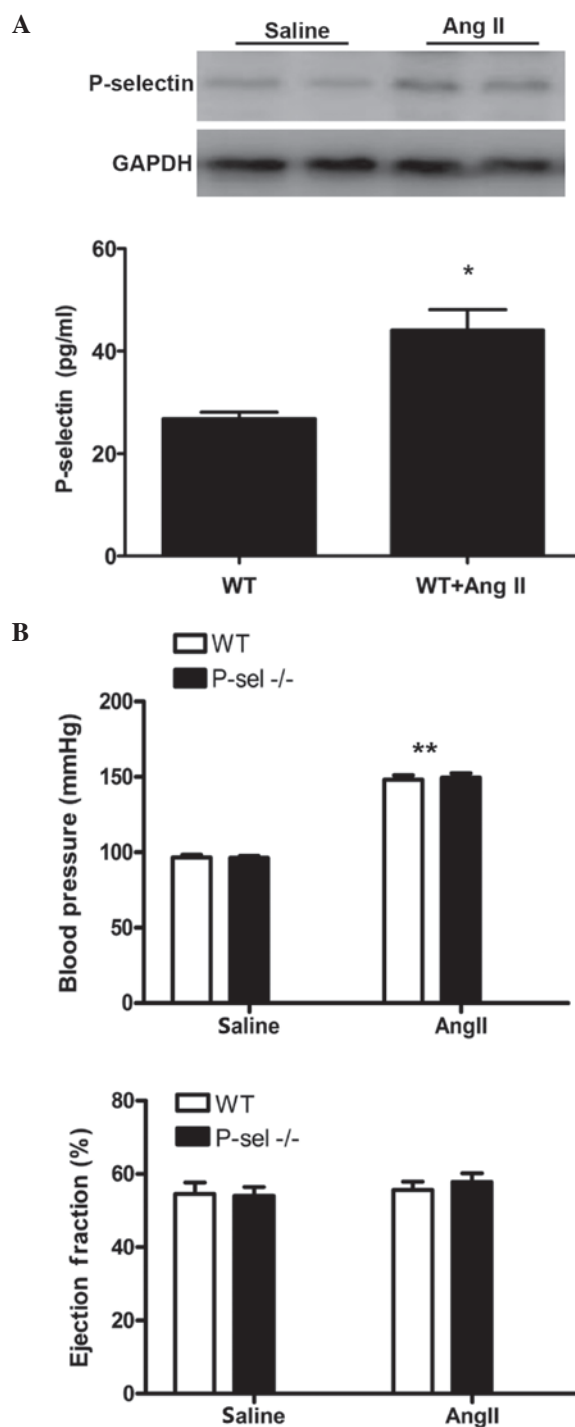 A
Saline Ang II
P-selectin
GAPDH
60
40
20
0
P-selectin (pg/ml)
*
WT WT+Ang II
B
WT
P-sel -/-
200
150
100
50
0
Blood pressure (mmHg)
**
Saline AngII
WT
P-sel -/-
80
60
40
20
0
Ejection fraction (%)
Saline AngII